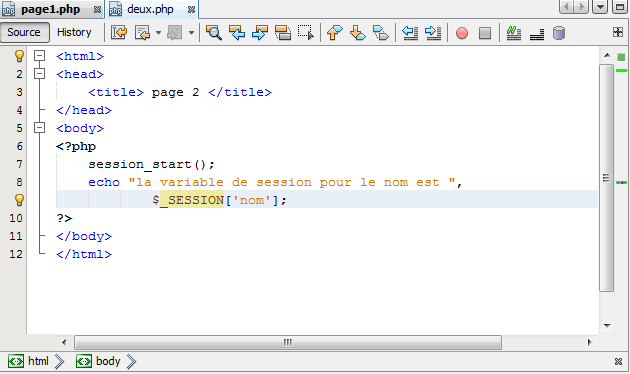 page1.php deux.php
Source History
<html>
2 <head>
3 <title> page 2 </title>
4 </head>
5 <body>
6 <?php
7 session_start();
8 echo "la variable de session pour le nom est ",
$_SESSION['nom'];
10 ?>
11 </body>
12 </html>
html body